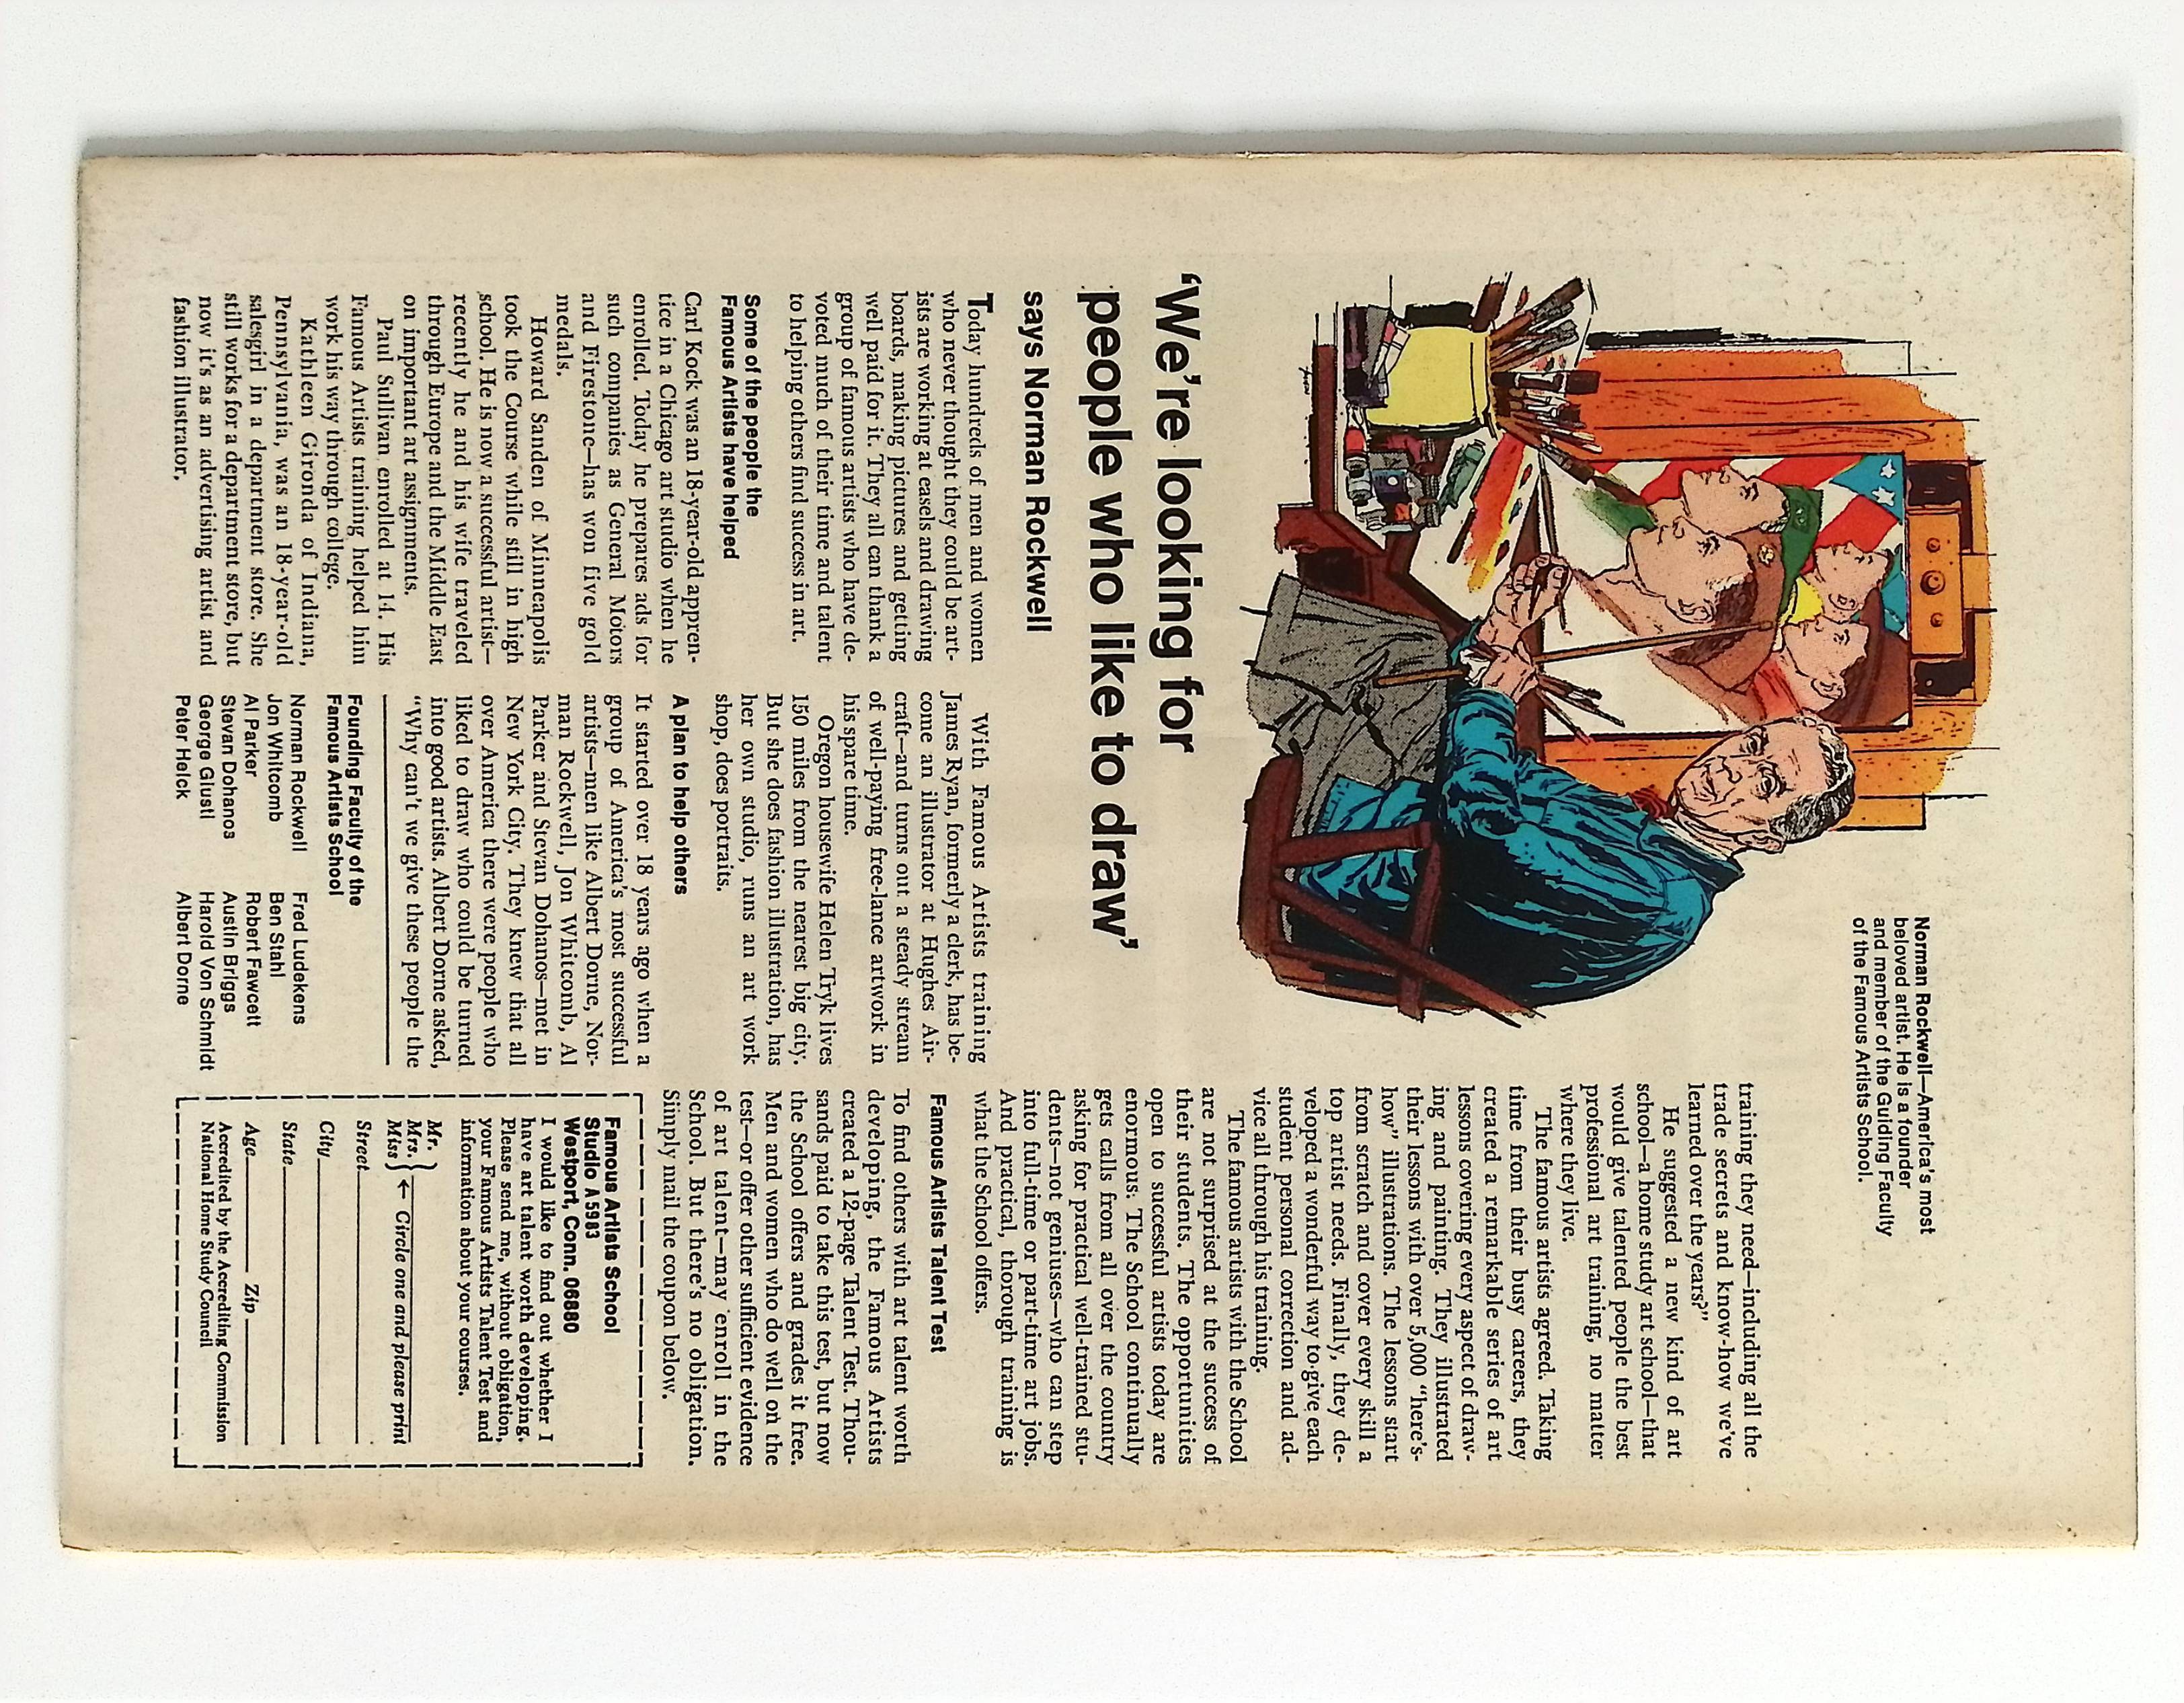 Norman Rockwell—America's most
beloved artist. He is a founder
and member of the Guiding Faculty
of the Famous Artists School.
'We're looking for
people who like to draw'
says Norman Rockwell
Today hundreds of men and women
who never thought they could be art-
ists are working at easels and drawing
boards, making pictures and getting
well paid for it. They all can thank a
group of famous artists who have de-
voted much of their time and talent
to helping others find success in art.
Some of the people the
Famous Artists have helped
Carl Kock was an 18-year-old appren-
tice in a Chicago art studio when he
enrolled. Today he prepares ads for
such companies as General Motors
and Firestone—has won five gold
medals.
Howard Sanden of Minneapolis
took the Course while still in high
school. He is now a successful artist—
recently he and his wife traveled
through Europe and the Middle East
on important art assignments.
Paul Sullivan enrolled at 14. His
Famous Artists training helped him
work his way through college.
Kathleen Gironda of Indiana,
Pennsylvania, was an 18-year-old
salesgirl in a department store. She
still works for a department store, but
now it's as an advertising artist and
fashion illustrator.
With Famous Artists training
James Ryan, formerly a clerk, has be-
come an illustrator at Hughes Air-
craft—and turns out a steady stream
of well-paying free-lance artwork in
his spare time.
Oregon housewife Helen Tryk lives
150 miles from the nearest big city.
But she does fashion illustration, has
her own studio, runs an art work
shop, does portraits.
A plan to help others
It started over 18 years ago when a
group of America's most successful
artists—men like Albert Dorne, Nor-
man Rockwell, Jon Whitcomb, Al
Parker and Stevan Dohanos—met in
New York City. They knew that all
over America there were people who
liked to draw who could be turned
into good artists. Albert Dorne asked,
"Why can't we give these people the
Founding Faculty of the
Famous Artists School
Norman Rockwell
Jon Whitcomb
Al Parker
Stevan Dohanos
George Giusti
Peter Helck
Fred Ludekens
Ben Stahl
Robert Fawcett
Austin Briggs
Harold Von Schmidt
Albert Dorne
training they need—including all the
trade secrets and know-how we've
learned over the years?"
He suggested a new kind of art
school—a home study art school—that
would give talented people the best
professional art training, no matter
where they live.
The famous artists agreed. Taking
time from their busy careers, they
created a remarkable series of art
lessons covering every aspect of draw-
ing and painting. They illustrated
their lessons with over 5,000 "here's-
how" illustrations. The lessons start
from scratch and cover every skill a
top artist needs. Finally, they de-
veloped a wonderful way to give each
student personal correction and ad-
vice all through his training.
The famous artists with the School
are not surprised at the success of
their students. The opportunities
open to successful artists today are
enormous: The School continually
gets calls from all over the country
asking for practical well-trained stu-
dents—not geniuses—who can step
into full-time or part-time art jobs.
And practical, thorough training is
what the School offers.
Famous Artists Talent Test
To find others with art talent worth
developing, the Famous Artists
created a 12-page Talent Test. Thou-
sands paid to take this test, but now
the School offers and grades it free.
Men and women who do well on the
test—or offer other sufficient evidence
of art talent—may enroll in the
School. But there's no obligation.
Simply mail the coupon below.
Famous Artists School
Studio A5983
Westport, Conn. 06880
I would like to find out whether I
have art talent worth developing.
Please send me, without obligation,
your Famous Artists Talent Test and
information about your courses.
Mr.
Mrs.
Miss ← Circle one and please print
Street
City
State
Age Zip
Accredited by the Accrediting Commission
National Home Study Council